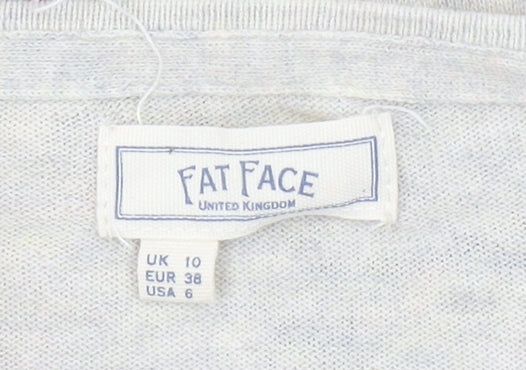 FAT FACE
UNITED KINGDOM
UK 10
EUR 38
USA 6